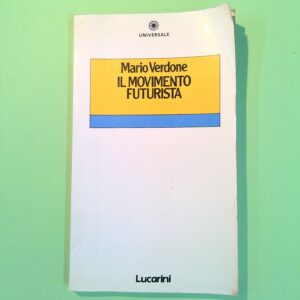 UNIVERSALE
Mario Verdone
IL MOVIMENTO
FUTURISTA
Lucarini